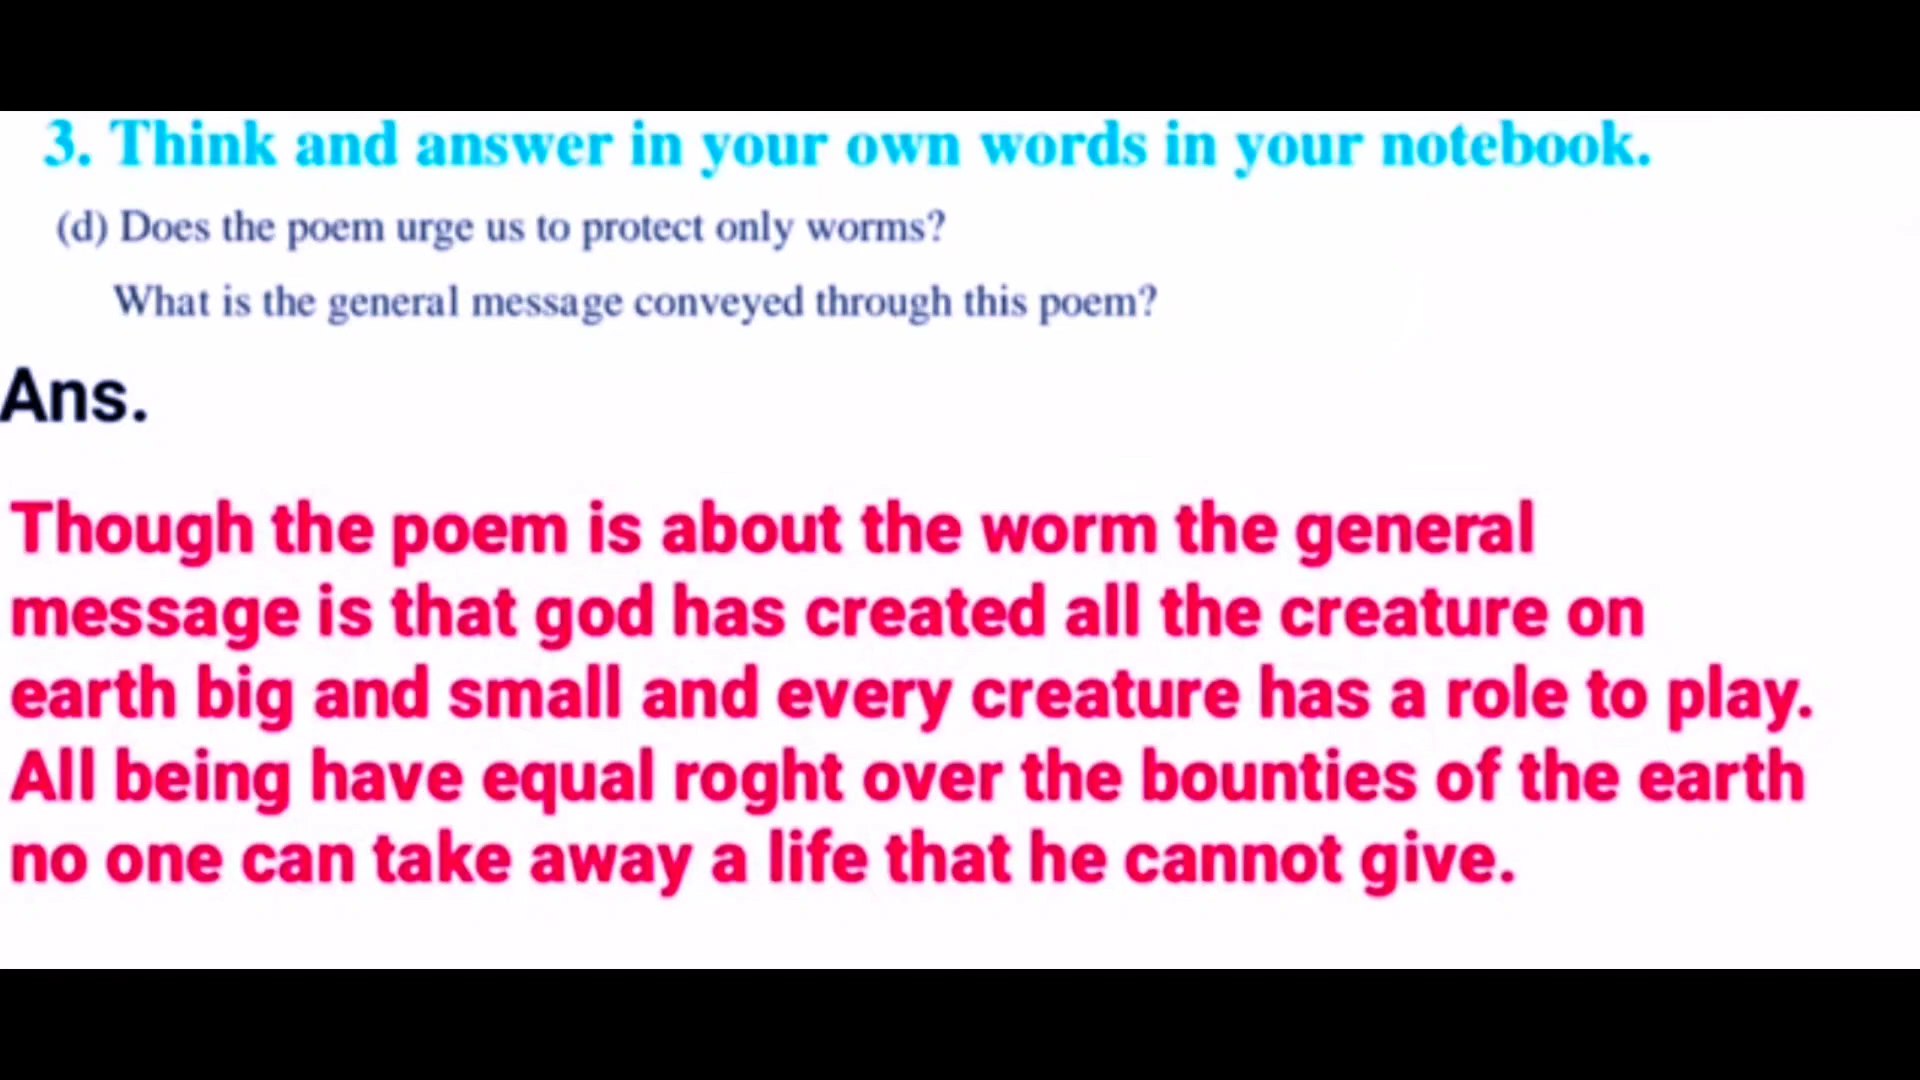 3. Think and answer in your own words in your notebook.
(d) Does the poem urge us to protect only worms?
What is the general message conveyed through this poem?
Ans.
Though the poem is about the worm the general
message is that god has created all the creature on
earth big and small and every creature has a role to play.
All being have equal roght over the bounties of the earth
no one can take away a life that he cannot give.